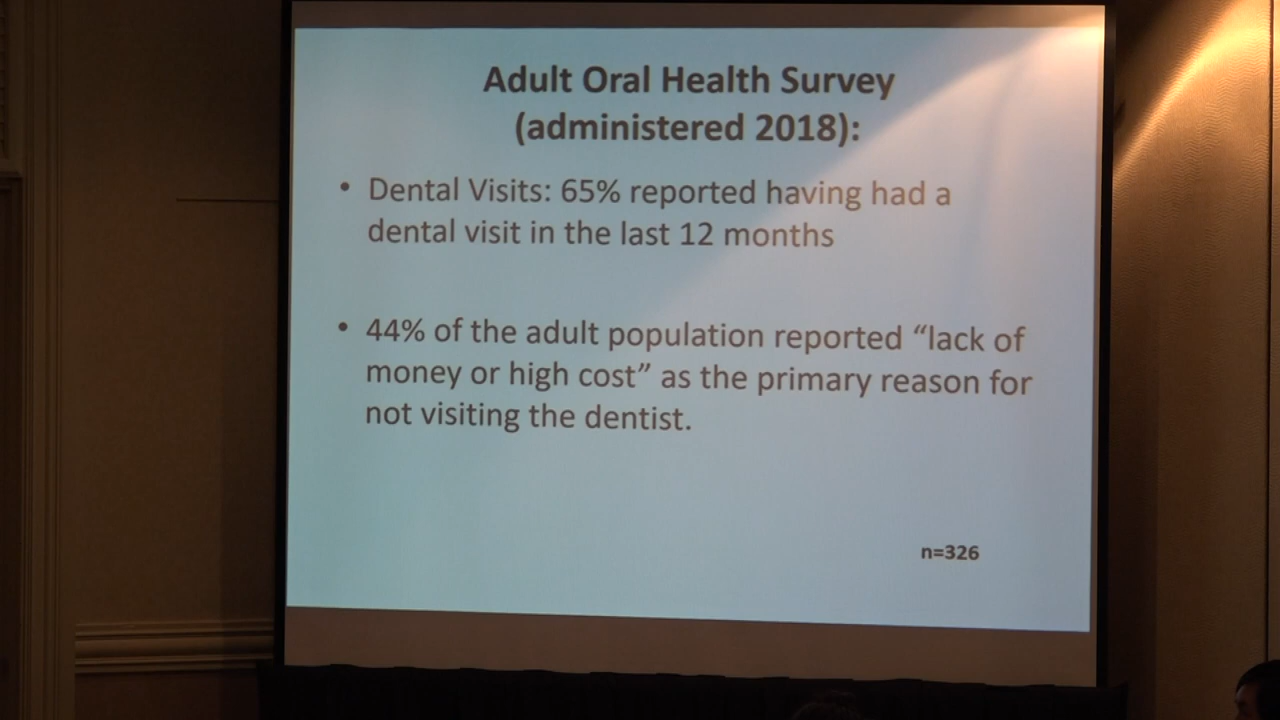 Adult Oral Health Survey
(administered 2018):
• Dental Visits: 65% reported having had a
dental visit in the last 12 months
• 44% of the adult population reported “lack of
money or high cost” as the primary reason for
not visiting the dentist.
n=326